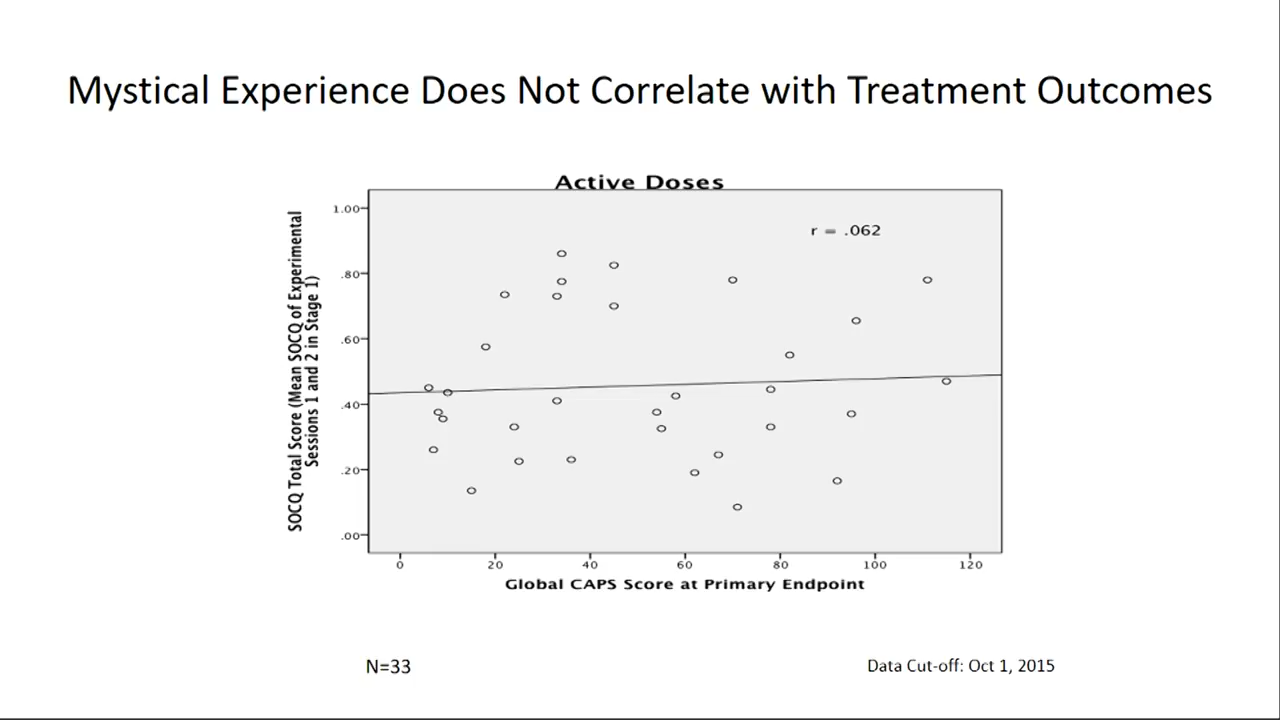 Mystical Experience Does Not Correlate with Treatment Outcomes
Active Doses
SOCQ Total Score (Mean SOCQ of Experimental
Sessions 1 and 2 in Stage 1)
1.00
.80
.60
.40
.20
.00
r = .062
0 20 40 60 80 100 120
Global CAPS Score at Primary Endpoint
N=33
Data Cut-off: Oct 1, 2015